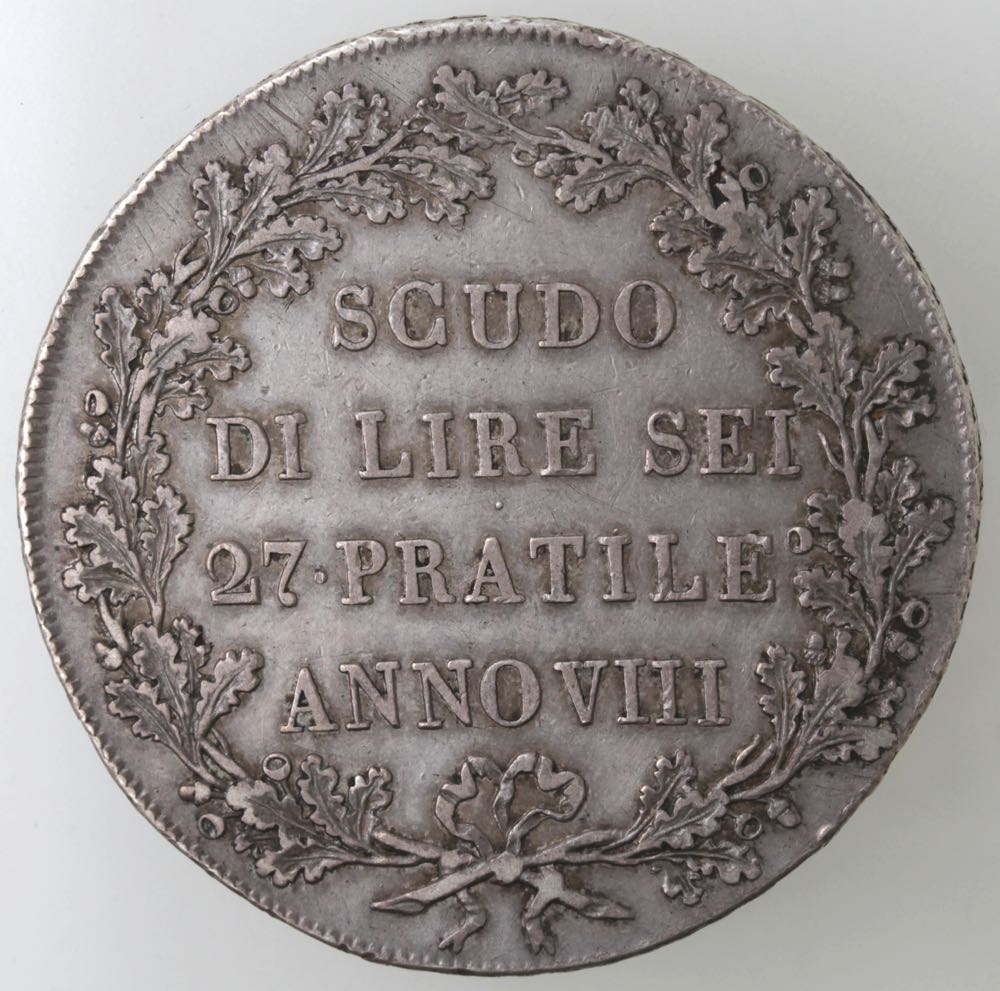 SCUDO
DI LIRE SEI
27·PRATILE
ANNO VIII